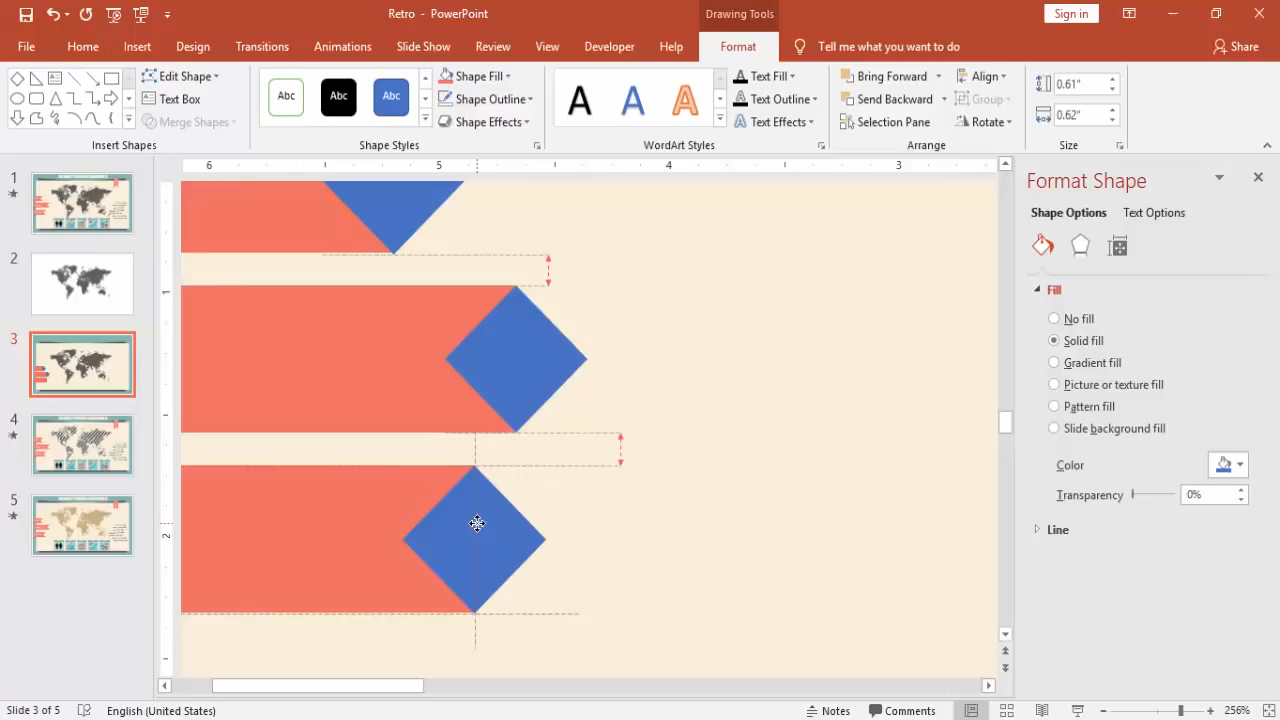 Retro - PowerPoint
Drawing Tools
Sign in
File Home Insert Design Transitions Animations Slide Show Review View Developer Help Format Tell me what you want to do Share
Edit Shape
Text Box
Merge Shapes
Insert Shapes
Abc Abc Abc
Shape Fill
Shape Outline
Shape Effects
Shape Styles
A A A
Text Fill
Text Outline
Text Effects
WordArt Styles
Bring Forward
Send Backward
Selection Pane
Align
Group
Rotate
Arrange
0.61"
0.62"
Size
6 5 4 3
1
2
1
2
3
4
5
Format Shape
Shape Options Text Options
Fill
No fill
Solid fill
Gradient fill
Picture or texture fill
Pattern fill
Slide background fill
Color
Transparency 0%
Line
Slide 3 of 5 English (United States) Notes Comments 256%